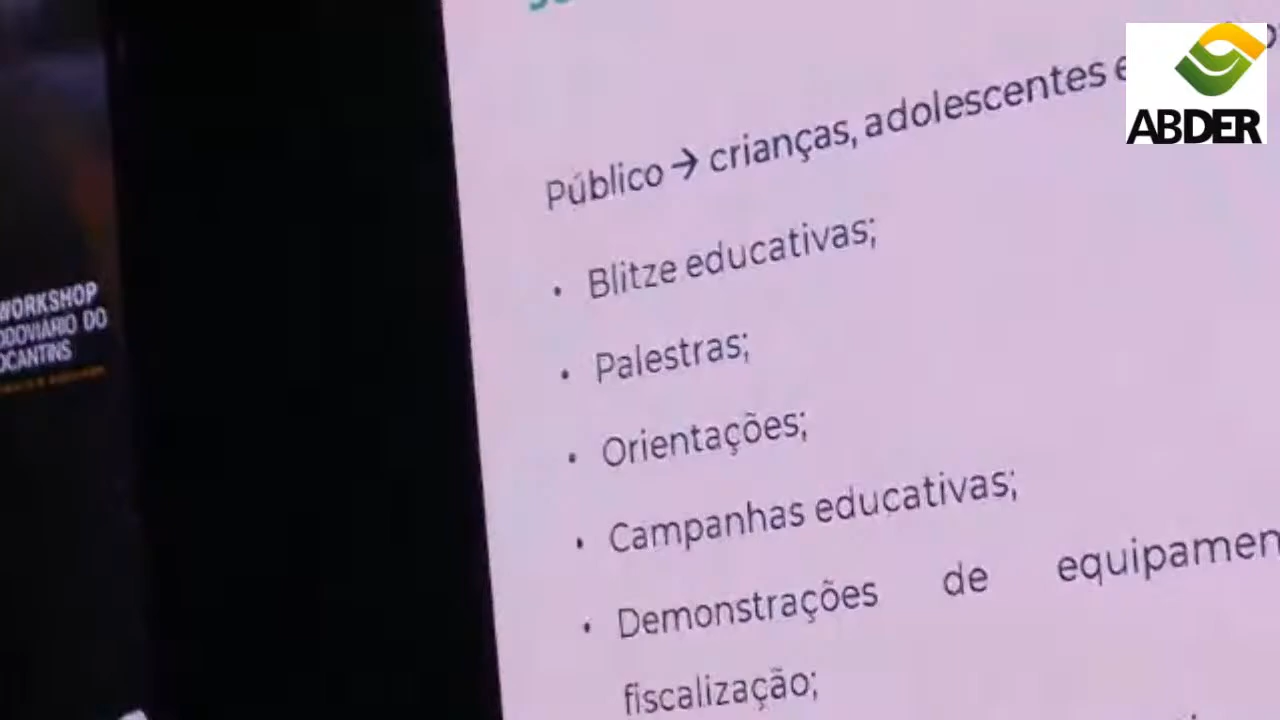 ABDER
Público → crianças, adolescentes e
• Blitze educativas;
• Palestras;
• Orientações;
• Campanhas educativas;
• Demonstrações de equipamen
fiscalização;
WORKSHOP
ODOVIÁRIO DO
OCANTINS